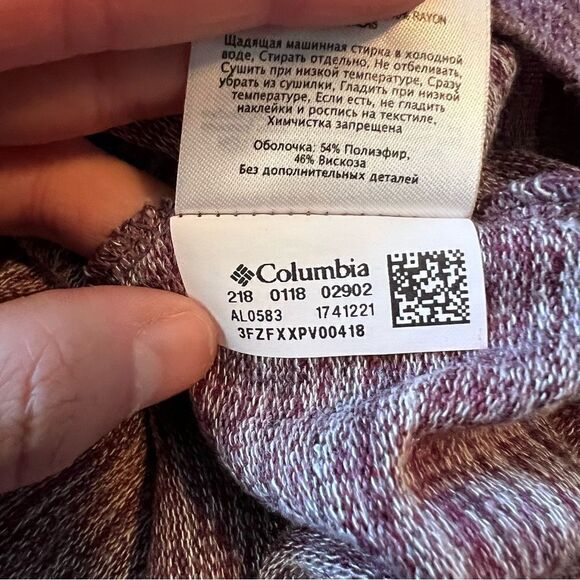 RAYON
Щадящая машинная стирка в холодной
воде, Стирать отдельно, Не отбеливать,
Сушить при низкой температуре, Сразу
убрать из сушилки, Гладить при низкой
температуре, Если есть, не гладить
наклейки и роспись на текстиле,
Химчистка запрещена
Оболочка: 54% Полиэфир,
46% Вискоза
Без дополнительных деталей
Columbia
218 0118 02902
AL0583 1741221
3FZFXXPV00418